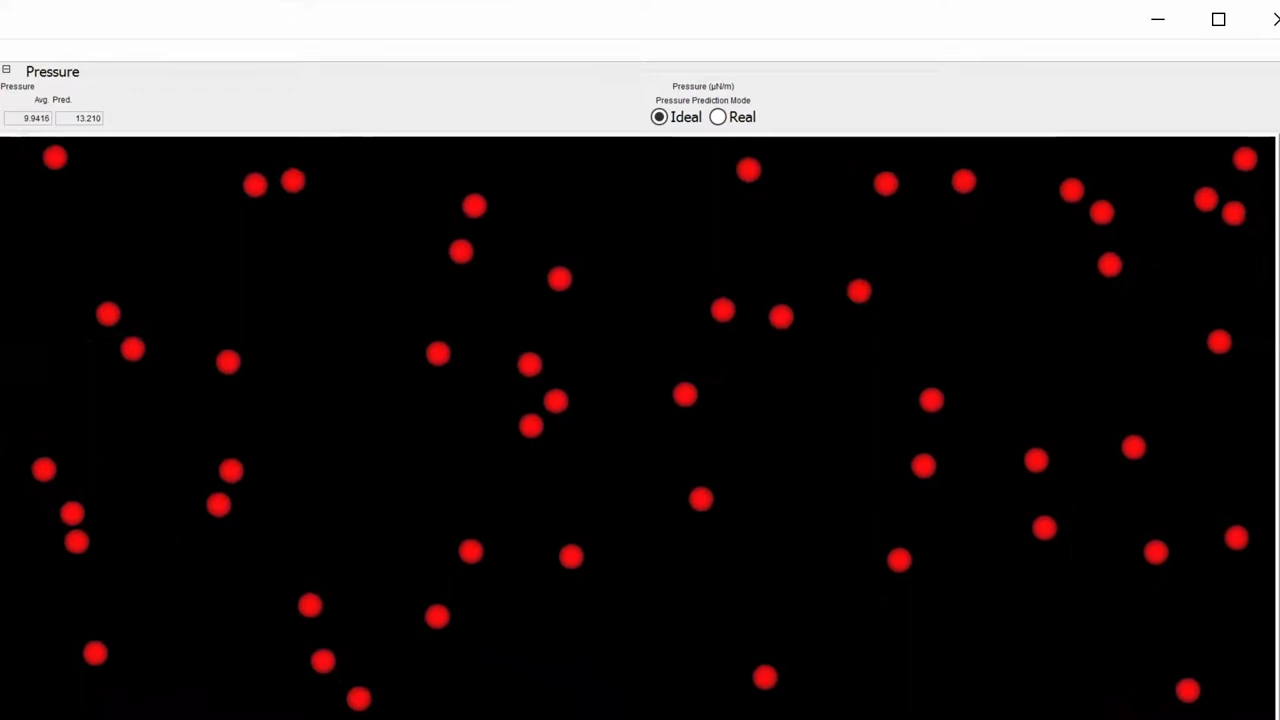 Pressure
Pressure
Avg. Pred.
9.9416 13.210
Pressure (µN/m)
Pressure Prediction Mode
Ideal Real